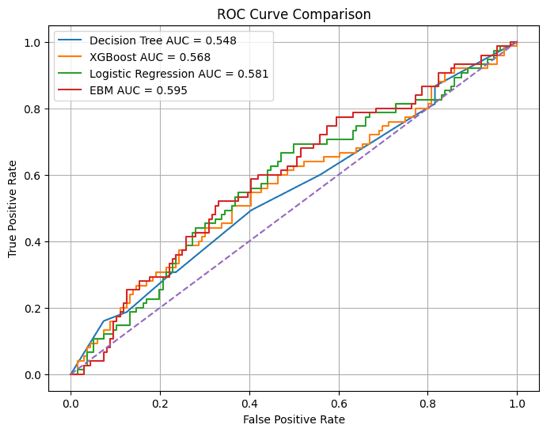 ROC Curve Comparison
Decision Tree AUC = 0.548
XGBoost AUC = 0.568
Logistic Regression AUC = 0.581
EBM AUC = 0.595
True Positive Rate
1.0
0.8
0.6
0.4
0.2
0.0
0.0 0.2 0.4 0.6 0.8 1.0
False Positive Rate